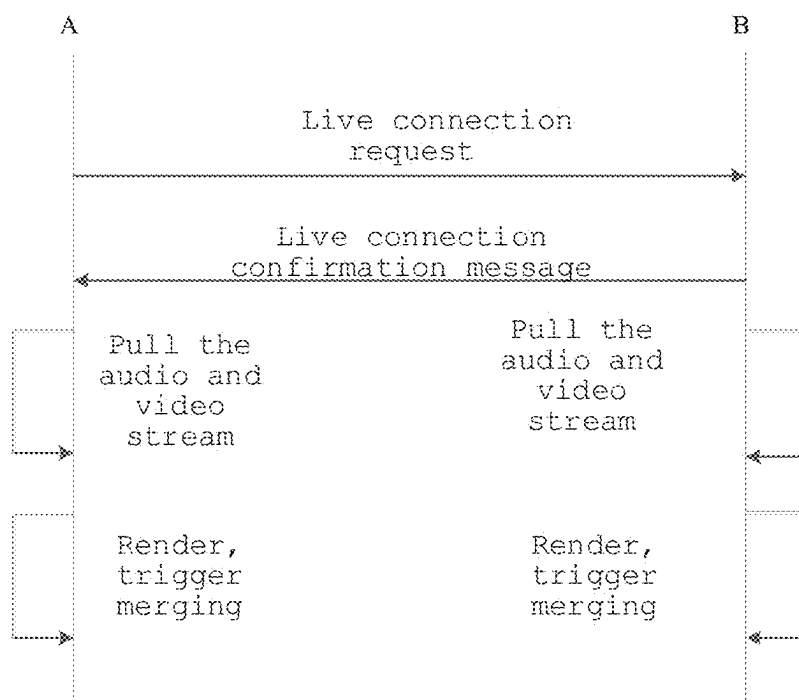 A
B
Live connection
request
Live connection
confirmation message
Pull the
audio and
video
stream
Pull the
audio and
video
stream
Render,
trigger
merging
Render,
trigger
merging